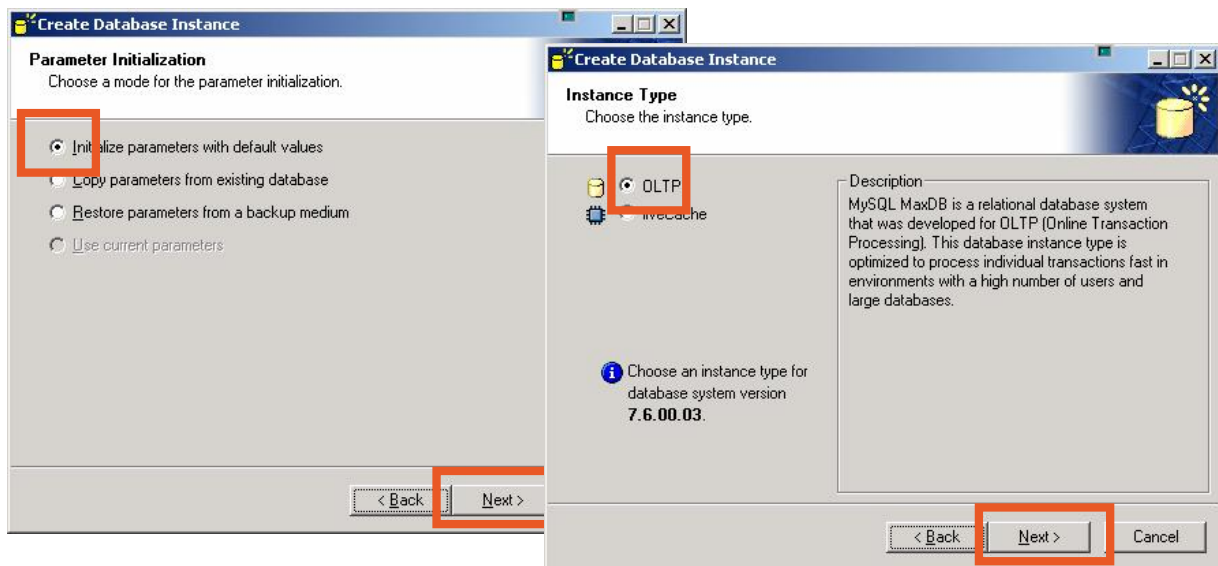 Create Database Instance
Parameter Initialization
Choose a mode for the parameter initialization.
Initialize parameters with default values
Copy parameters from existing database
Restore parameters from a backup medium
Use current parameters
< Back
Next >
Create Database Instance
Instance Type
Choose the instance type.
OLTP
liveCache
Description
MySQL MaxDB is a relational database system
that was developed for OLTP (Online Transaction
Processing). This database instance type is
optimized to process individual transactions fast in
environments with a high number of users and
large databases.
Choose an instance type for
database system version
7.6.00.03.
< Back
Next >
Cancel